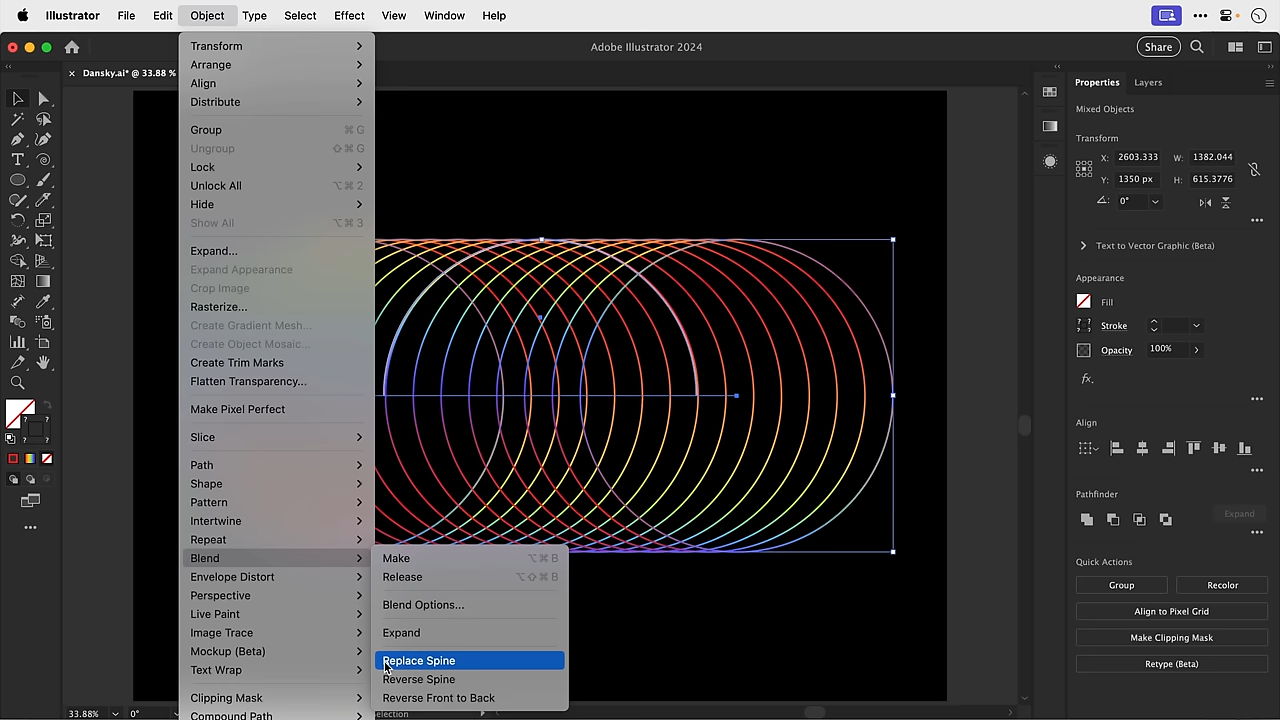 Illustrator File Edit Object Type Select Effect View Window Help
Adobe Illustrator 2024
Share
Dansky.ai* @ 33.88 %
Transform
Arrange
Align
Distribute
Group ⌘ G
Ungroup ⇧⌘ G
Lock
Unlock All ⌥⌘ 2
Hide
Show All ⌥⌘ 3
Expand...
Expand Appearance
Crop Image
Rasterize...
Create Gradient Mesh...
Create Object Mosaic...
Create Trim Marks
Flatten Transparency...
Make Pixel Perfect
Slice
Path
Shape
Pattern
Intertwine
Repeat
Blend
Envelope Distort
Perspective
Live Paint
Image Trace
Mockup (Beta)
Text Wrap
Clipping Mask
Compound Path
Make ⌥⌘ B
Release ⌥⇧⌘ B
Blend Options...
Expand
Replace Spine
Reverse Spine
Reverse Front to Back
Properties Layers
Mixed Objects
Transform
X: 2603.333 W: 1382.044
Y: 1350 px H: 615.3776
0°
Text to Vector Graphic (Beta)
Appearance
Fill
Stroke
Opacity 100%
fx.
Align
Pathfinder
Expand
Quick Actions
Group Recolor
Align to Pixel Grid
Make Clipping Mask
Retype (Beta)
33.88% 0°